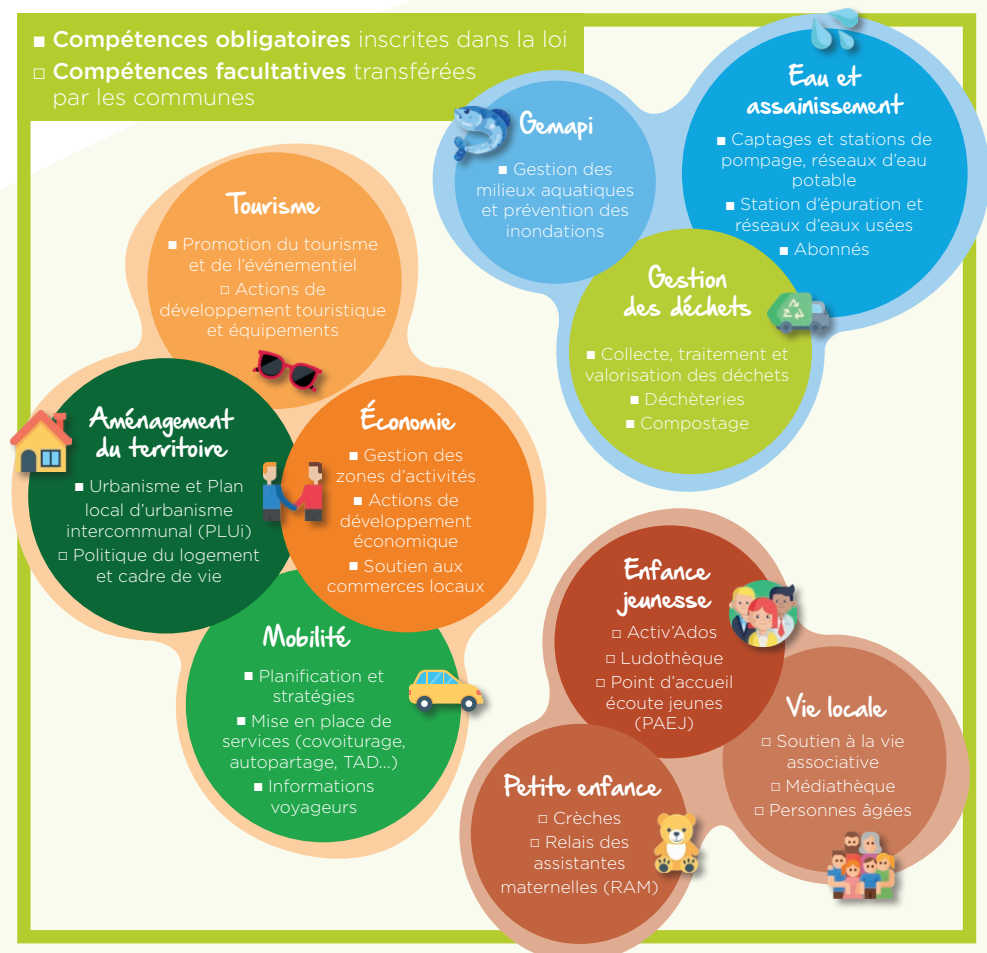 ■ Compétences obligatoires inscrites dans la loi
□ Compétences facultatives transférées
par les communes
Gemapi
■ Gestion des
milieux aquatiques
et prévention des
inondations
Eau et
assainissement
■ Captages et stations de
pompage, réseaux d'eau
potable
■ Station d'épuration et
réseaux d'eaux usées
■ Abonnés
Gestion
des déchets
■ Collecte, traitement et
valorisation des déchets
■ Déchèteries
■ Compostage
Tourisme
■ Promotion du tourisme
et de l'événementiel
□ Actions de
développement touristique
et équipements
Aménagement
du territoire
■ Urbanisme et Plan
local d'urbanisme
intercommunal (PLUi)
□ Politique du logement
et cadre de vie
Économie
■ Gestion des
zones d'activités
■ Actions de
développement
économique
■ Soutien aux
commerces locaux
Mobilité
■ Planification et
stratégies
■ Mise en place de
services (covoiturage,
autopartage, TAD...)
■ Informations
voyageurs
Enfance
jeunesse
□ Activ'Ados
□ Ludothèque
□ Point d'accueil
écoute jeunes
(PAEJ)
Vie locale
□ Soutien à la vie
associative
□ Médiathèque
□ Personnes âgées
Petite enfance
□ Crèches
□ Relais des
assistantes
maternelles (RAM)